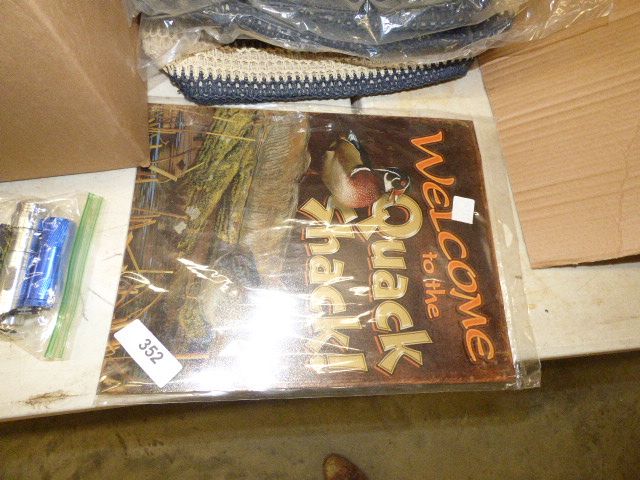 WELCOME
to the
Quack
Shack!
352